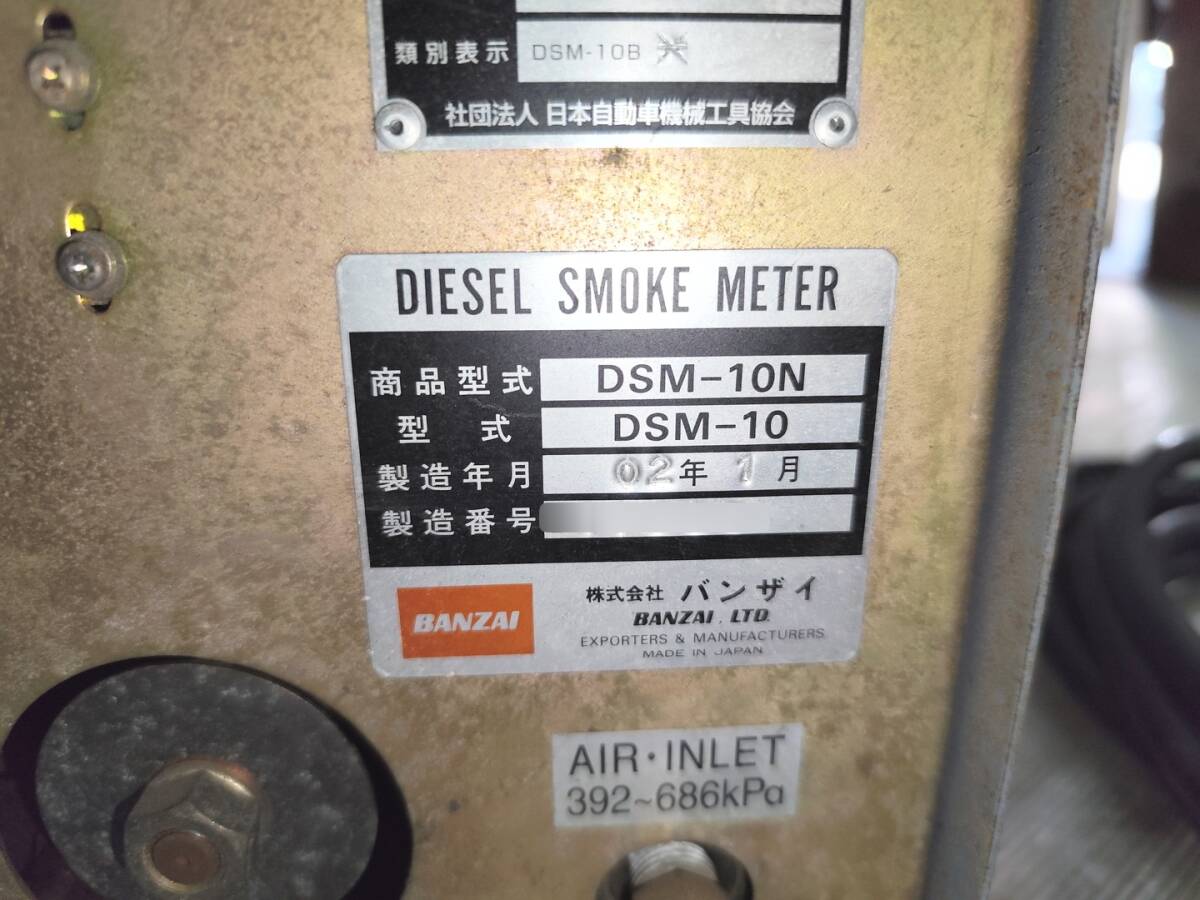 類別表示 DSM-10B
社団法人 日本自動車機械工具協会
DIESEL SMOKE METER
商品型式 DSM-10N
型式 DSM-10
製造年月 02年 1月
製造番号
BANZAI
株式会社 バンザイ
BANZAI, LTD.
EXPORTERS & MANUFACTURERS
MADE IN JAPAN
AIR・INLET
392~686kPa